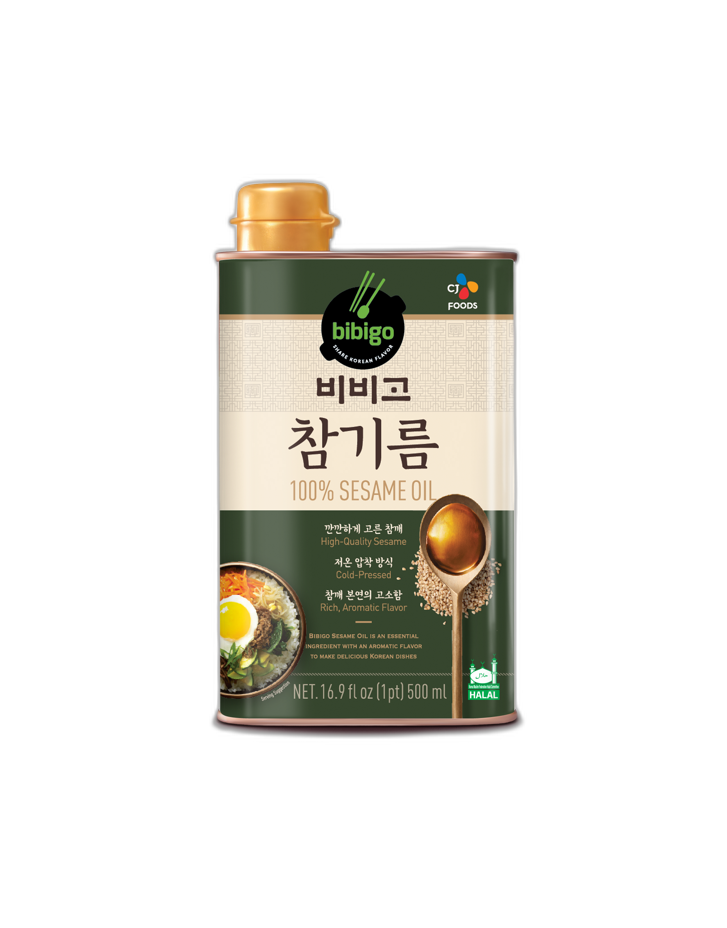 bibigo
SHARE KOREAN FLAVOR
CJ
FOODS
비비고
참기름
100% SESAME OIL
깐깐하게 고른 참깨
High-Quality Sesame
저온 압착 방식
Cold-Pressed
참깨 본연의 고소함
Rich, Aromatic Flavor
BIBIGO SESAME OIL IS AN ESSENTIAL
INGREDIENT WITH AN AROMATIC FLAVOR
TO MAKE DELICIOUS KOREAN DISHES
Serving Suggestion
NET. 16.9 fl oz (1pt) 500 ml
حلال
HALAL